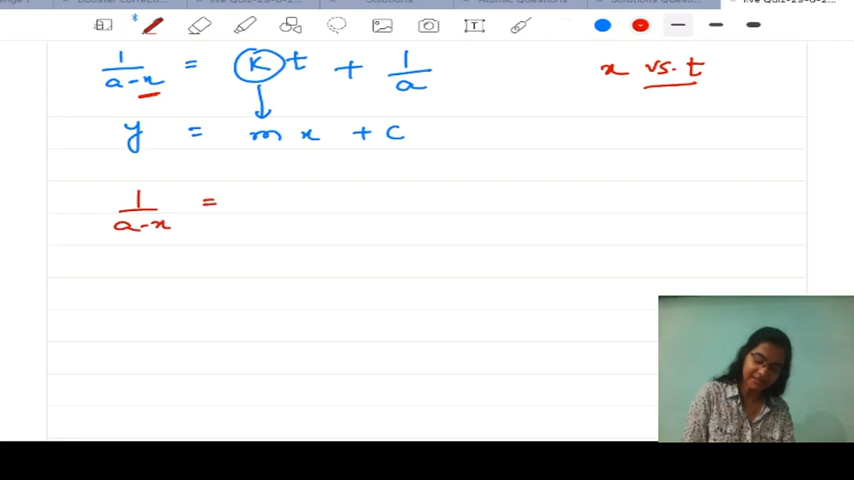 1/(a-x) = k t + 1/a
x vs. t
y = m x + c
1/(a-x) =